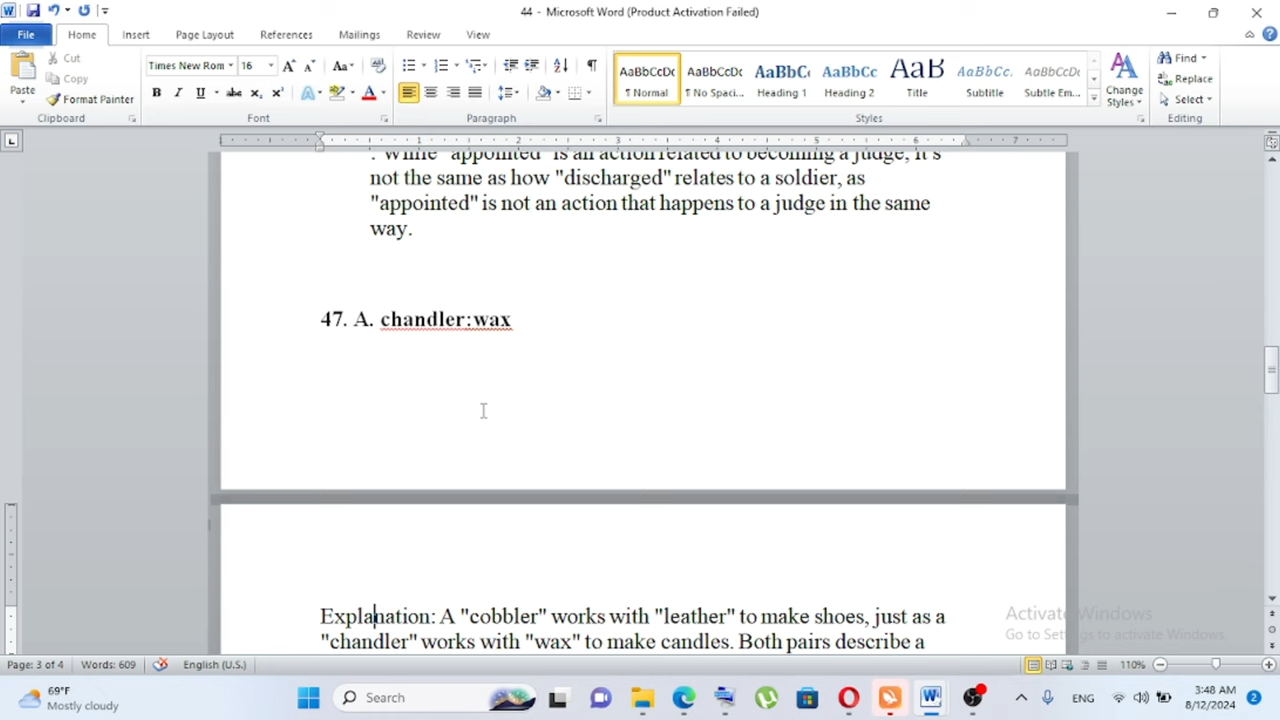 44 - Microsoft Word (Product Activation Failed)
File Home Insert Page Layout References Mailings Review View
Paste
Cut
Copy
Format Painter
Clipboard
Times New Rom 16
Font
Paragraph
AaBbCcDc AaBbCcDc AaBbC AaBbCc AaB AaBbCc. AaBbCcDc
¶ Normal ¶ No Spaci... Heading 1 Heading 2 Title Subtitle Subtle Em...
Styles
Change
Styles
Find
Replace
Select
Editing
1 2 3 4 5 6 7
. While "appointed" is an action related to becoming a judge, it's
not the same as how "discharged" relates to a soldier, as
"appointed" is not an action that happens to a judge in the same
way.
47. A. chandler:wax
Explanation: A "cobbler" works with "leather" to make shoes, just as a
"chandler" works with "wax" to make candles. Both pairs describe a
Activate Windows
Go to Settings to activate Windows.
Page: 3 of 4 Words: 609 English (U.S.) 110%
69°F
Mostly cloudy
Search
ENG
3:48 AM
8/12/2024
2